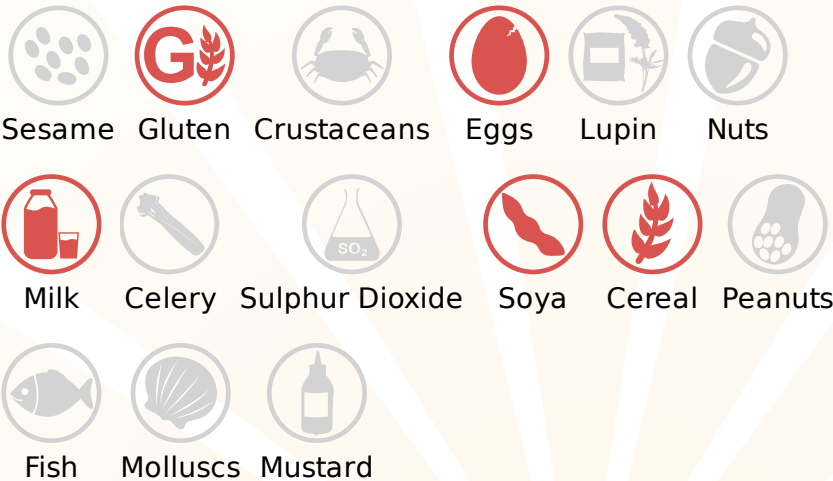 G
Sesame Gluten Crustaceans Eggs Lupin Nuts
SO₂
Milk Celery Sulphur Dioxide Soya Cereal Peanuts
Fish Molluscs Mustard